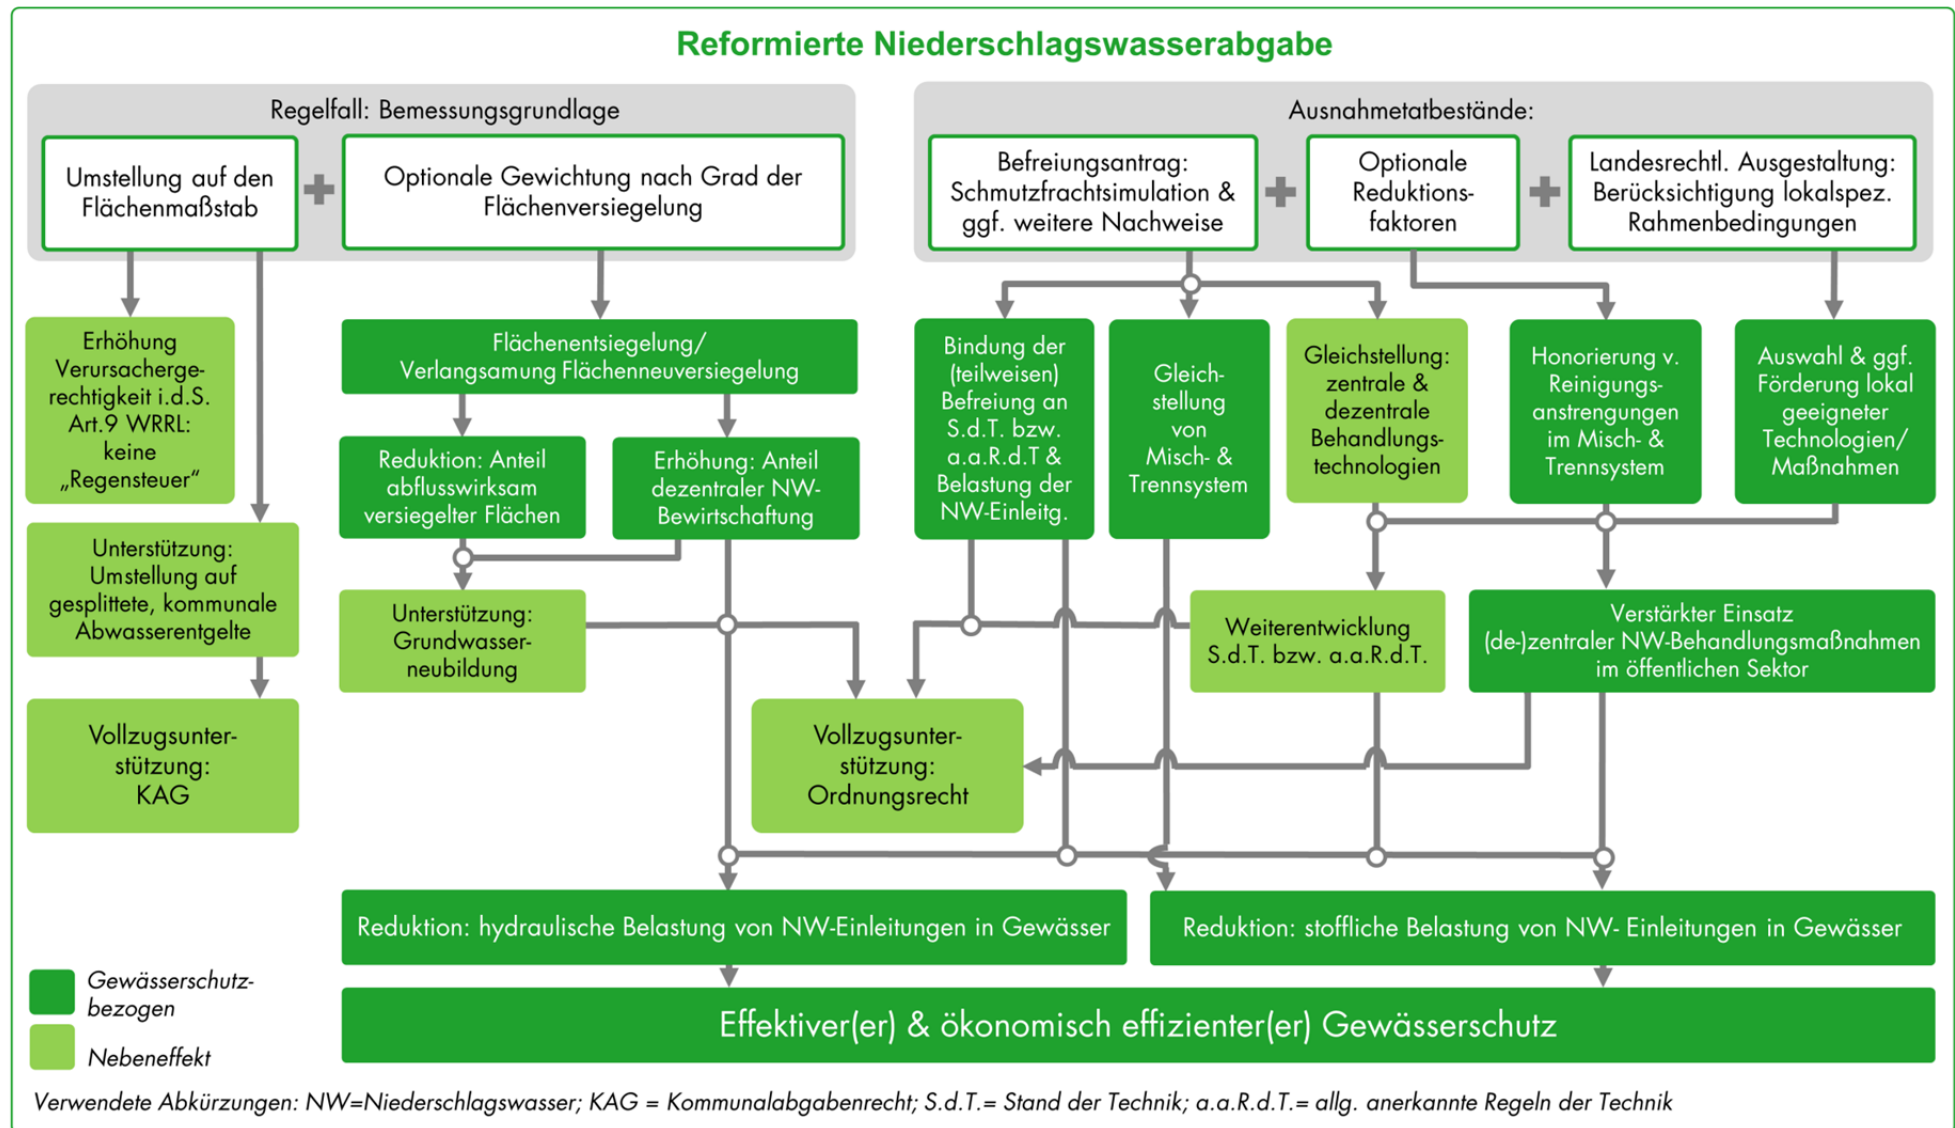 Reformierte Niederschlagswasserabgabe
Regelfall: Bemessungsgrundlage
Umstellung auf den
Flächenmaßstab
Optionale Gewichtung nach Grad der
Flächenversiegelung
Ausnahmetatbestände:
Befreiungsantrag:
Schmutzfrachtsimulation &
ggf. weitere Nachweise
Optionale
Reduktions-
faktoren
Landesrechtl. Ausgestaltung:
Berücksichtigung lokalspez.
Rahmenbedingungen
Erhöhung
Verursacherge-
rechtigkeit i.d.S.
Art.9 WRRL:
keine
„Regensteuer“
Flächenentsiegelung/
Verlangsamung Flächenneuversiegelung
Bindung der
(teilweisen)
Befreiung an
S.d.T. bzw.
a.a.R.d.T &
Belastung der
NW-Einleitg.
Gleich-
stellung
von
Misch- &
Trennsystem
Gleichstellung:
zentrale &
dezentrale
Behandlungs-
technologien
Honorierung v.
Reinigungs-
anstrengungen
im Misch- &
Trennsystem
Auswahl & ggf.
Förderung lokal
geeigneter
Technologien/
Maßnahmen
Reduktion: Anteil
abflusswirksam
versiegelter Flächen
Erhöhung: Anteil
dezentraler NW-
Bewirtschaftung
Unterstützung:
Umstellung auf
gesplittete, kommunale
Abwasserentgelte
Unterstützung:
Grundwasser-
neubildung
Weiterentwicklung
S.d.T. bzw. a.a.R.d.T.
Verstärkter Einsatz
(de-)zentraler NW-Behandlungsmaßnahmen
im öffentlichen Sektor
Vollzugsunter-
stützung:
KAG
Vollzugsunter-
stützung:
Ordnungsrecht
Reduktion: hydraulische Belastung von NW-Einleitungen in Gewässer
Reduktion: stoffliche Belastung von NW- Einleitungen in Gewässer
Effektiver(er) & ökonomisch effizienter(er) Gewässerschutz
Gewässerschutz-
bezogen
Nebeneffekt
Verwendete Abkürzungen: NW=Niederschlagswasser; KAG = Kommunalabgabenrecht; S.d.T.= Stand der Technik; a.a.R.d.T.= allg. anerkannte Regeln der Technik